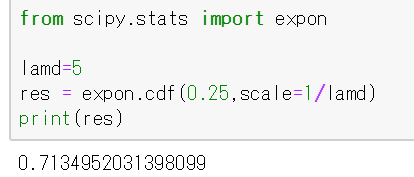 from scipy.stats import expon
lamd=5
res = expon.cdf(0.25,scale=1/lamd)
print(res)
0.7134952031398099